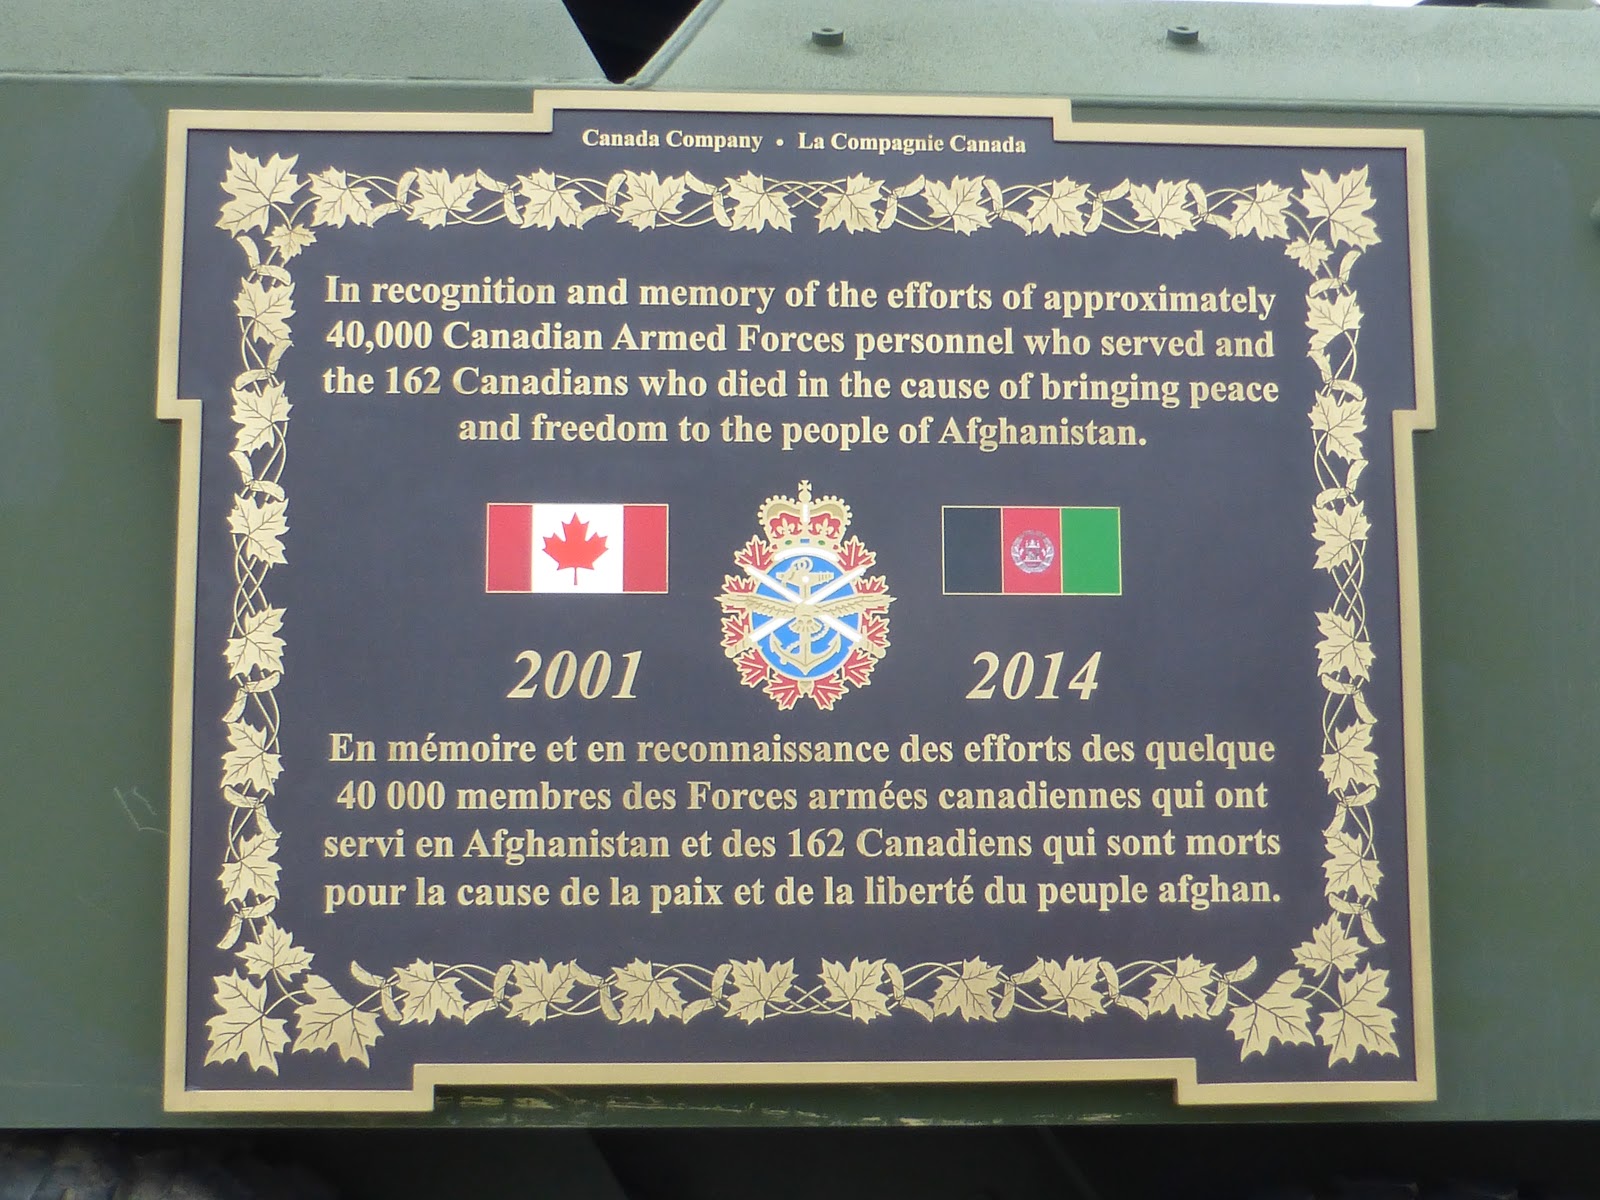 Canada Company • La Compagnie Canada
In recognition and memory of the efforts of approximately
40,000 Canadian Armed Forces personnel who served and
the 162 Canadians who died in the cause of bringing peace
and freedom to the people of Afghanistan.
2001 2014
En mémoire et en reconnaissance des efforts des quelque
40 000 membres des Forces armées canadiennes qui ont
servi en Afghanistan et des 162 Canadiens qui sont morts
pour la cause de la paix et de la liberté du peuple afghan.